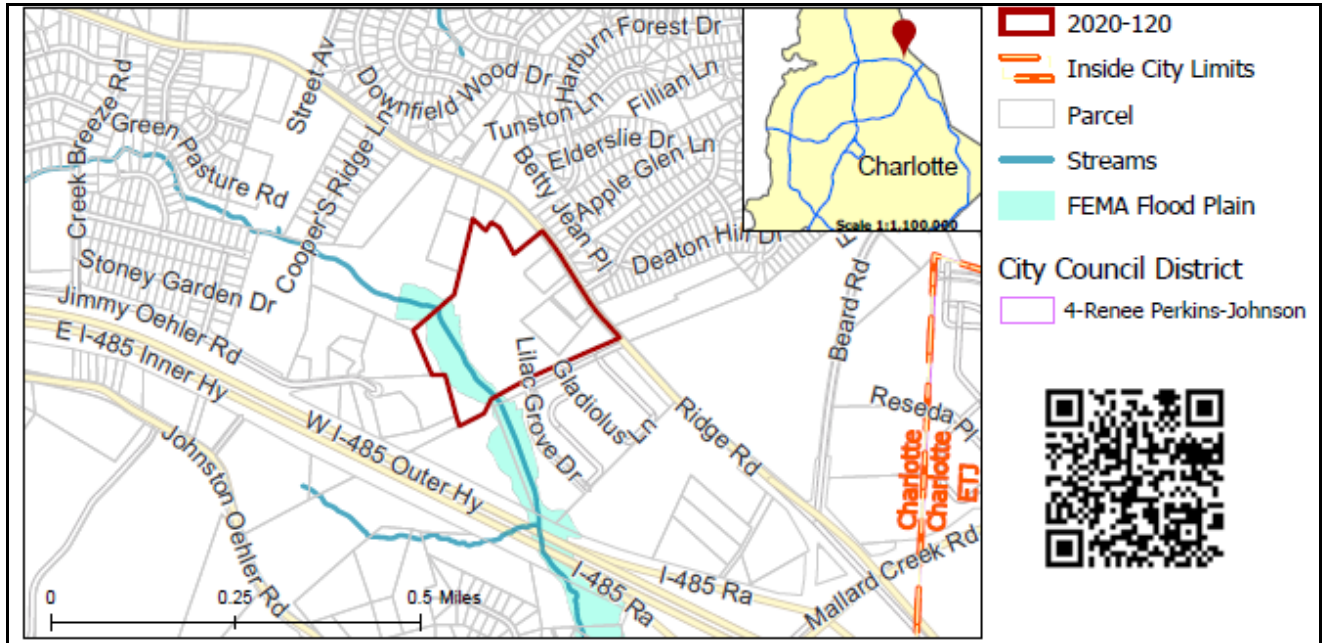 Harburn Forest Dr
Downfield Wood Dr
Street Av
Creek Breeze Rd
Green Pasture Rd
Cooper'S Ridge Ln
Tunston Ln
Fillian Ln
Elderslie Dr
Betty Jean Pl
Apple Glen Ln
Deaton Hill Dr
Stoney Garden Dr
Jimmy Oehler Rd
E I-485 Inner Hy
W I-485 Outer Hy
Johnston Oehler Rd
Lilac Grove Dr
Gladiolus Ln
Ridge Rd
Beard Rd
Reseda Pl
I-485 Ra
I-485 Ra
Mallard Creek Rd
Charlotte
Charlotte
ETJ
0 0.25 0.5 Miles
Charlotte
Scale 1:1,100,000
2020-120
Inside City Limits
Parcel
Streams
FEMA Flood Plain
City Council District
4-Renee Perkins-Johnson